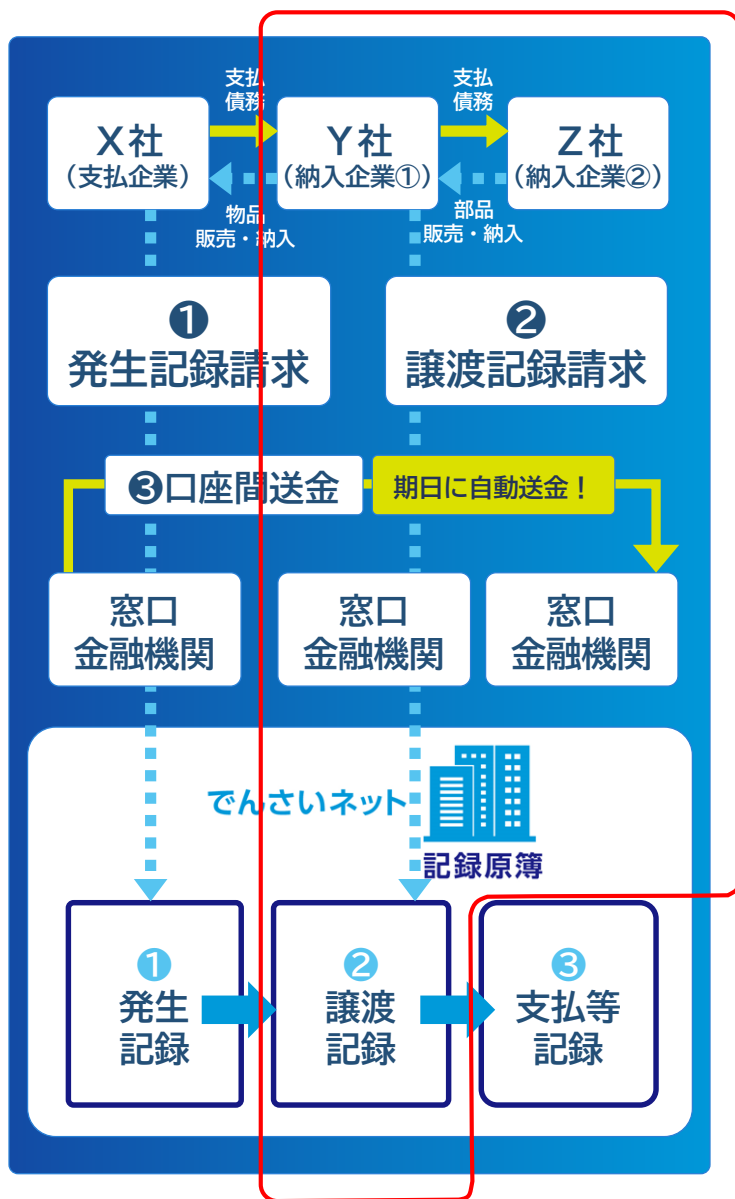 支払
債務
支払
債務
X社
(支払企業)
Y社
(納入企業①)
Z社
(納入企業②)
物品
販売・納入
部品
販売・納入
❶
発生記録請求
❷
譲渡記録請求
❸口座間送金
期日に自動送金！
窓口
金融機関
窓口
金融機関
窓口
金融機関
でんさいネット
記録原簿
❶
発生
記録
❷
譲渡
記録
❸
支払等
記録